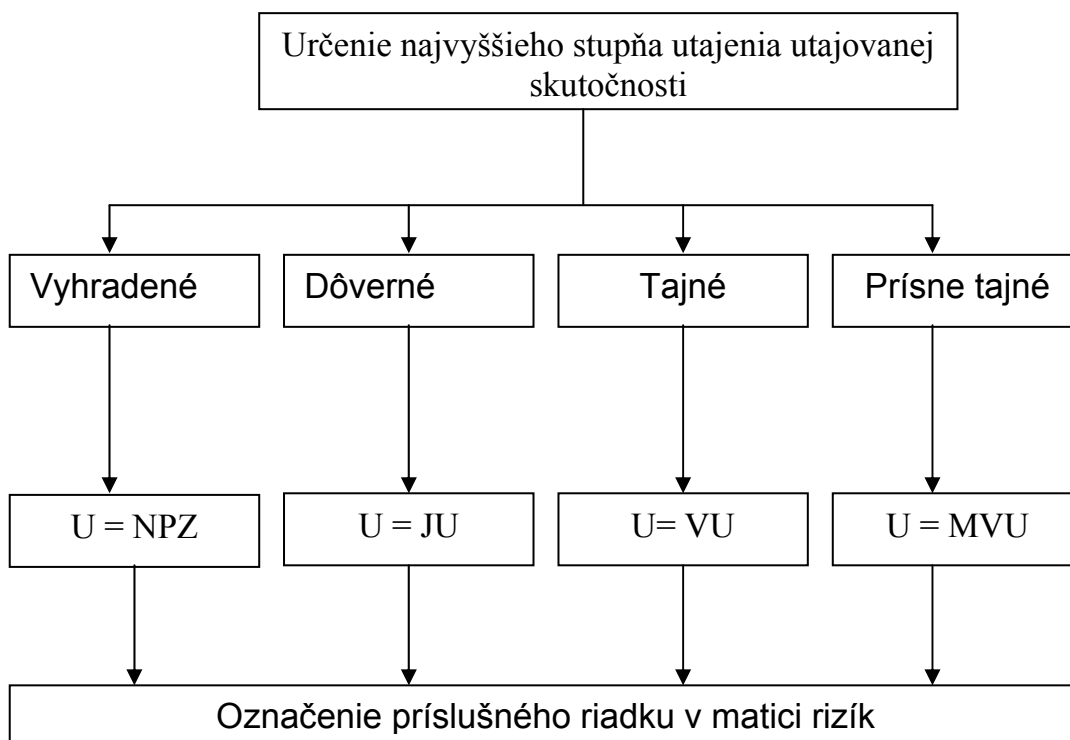 Určenie najvyššieho stupňa utajenia utajovanej
skutočnosti
Vyhradené
Dôverné
Tajné
Prísne tajné
U = NPZ
U = JU
U= VU
U = MVU
Označenie príslušného riadku v matici rizík